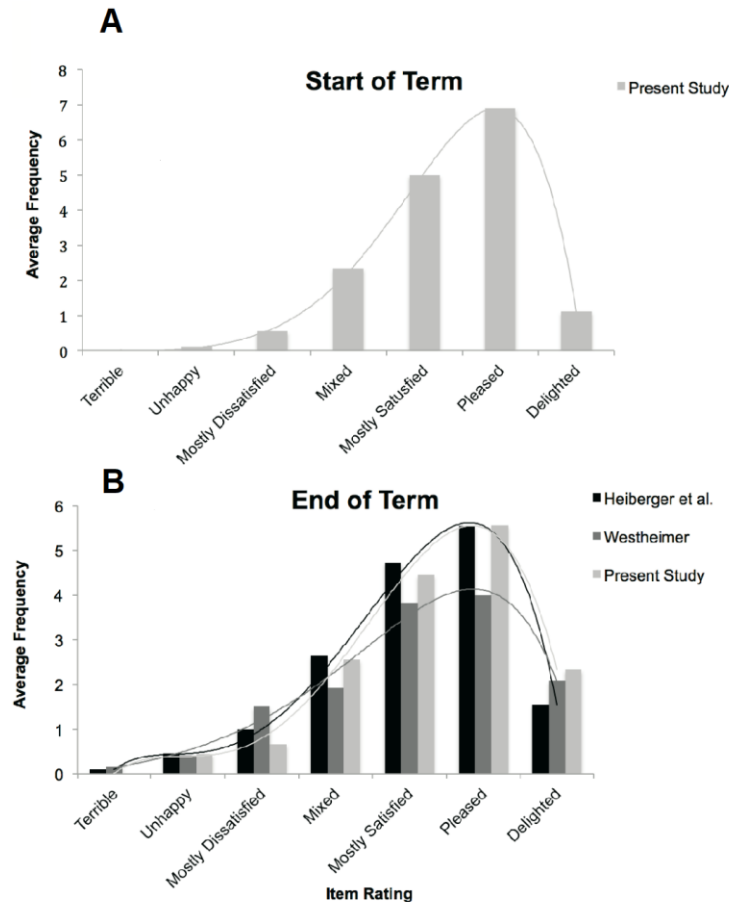 A
Start of Term
Present Study
Average Frequency
8
7
6
5
4
3
2
1
0
Terrible
Unhappy
Mostly Dissatisfied
Mixed
Mostly Satusfied
Pleased
Delighted
B
End of Term
Heiberger et al.
Westheimer
Present Study
Average Frequency
6
5
4
3
2
1
0
Terrible
Unhappy
Mostly Dissatisfied
Mixed
Mostly Satisfied
Pleased
Delighted
Item Rating